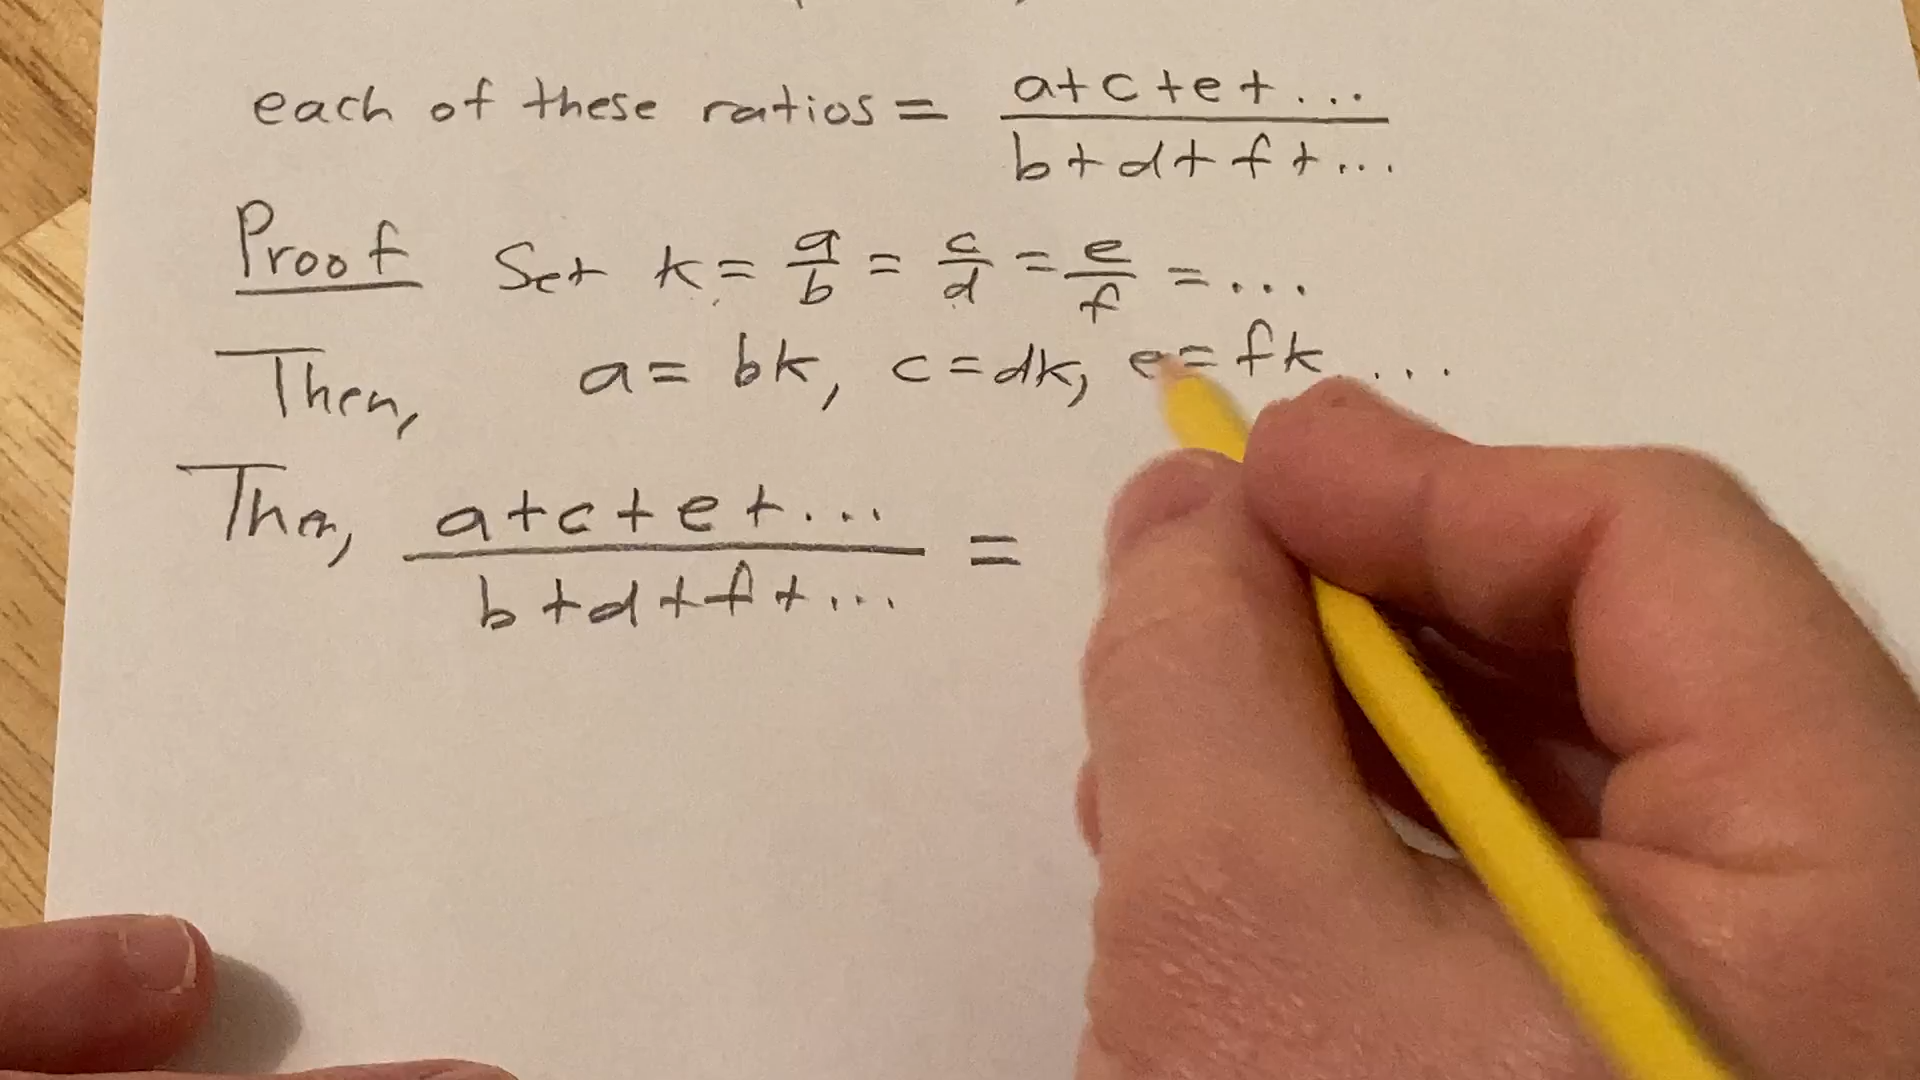 each of these ratios = a+c+e+... / b+d+f+...
Proof Set k = a/b = c/d = e/f = ...
Then, a = bk, c = dk, e = fk, ...
Then, a+c+e+... / b+d+f+... =